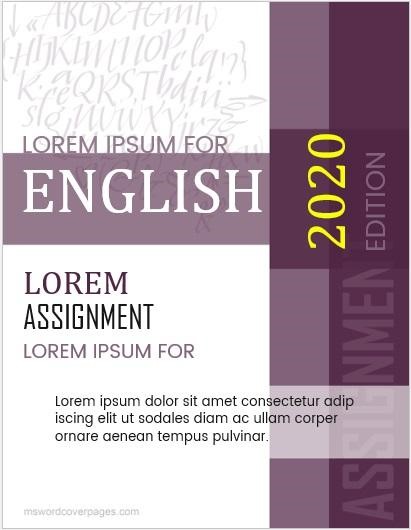 LOREM IPSUM FOR
ENGLISH
2020
EDITION
LOREM
ASSIGNMENT
LOREM IPSUM FOR
ASSIGNMENT
Lorem ipsum dolor sit amet consectetur adip
iscing elit ut sodales diam ac ullam corper
ornare aenean tempus pulvinar.
mswordcoverpages.com